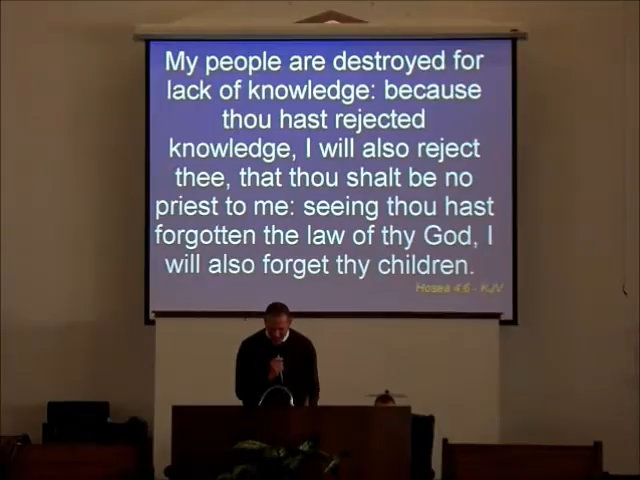 My people are destroyed for
lack of knowledge: because
thou hast rejected
knowledge, I will also reject
thee, that thou shalt be no
priest to me: seeing thou hast
forgotten the law of thy God, I
will also forget thy children.
Hosea 4:6 - KJV